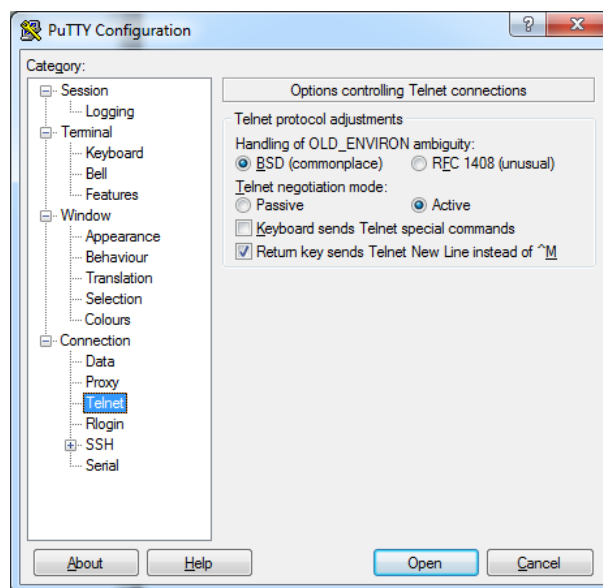 PuTTY Configuration
Category:
Session
Logging
Terminal
Keyboard
Bell
Features
Window
Appearance
Behaviour
Translation
Selection
Colours
Connection
Data
Proxy
Telnet
Rlogin
SSH
Serial
Options controlling Telnet connections
Telnet protocol adjustments
Handling of OLD_ENVIRON ambiguity:
BSD (commonplace) RFC 1408 (unusual)
Telnet negotiation mode:
Passive Active
Keyboard sends Telnet special commands
Return key sends Telnet New Line instead of ^M
About Help Open Cancel